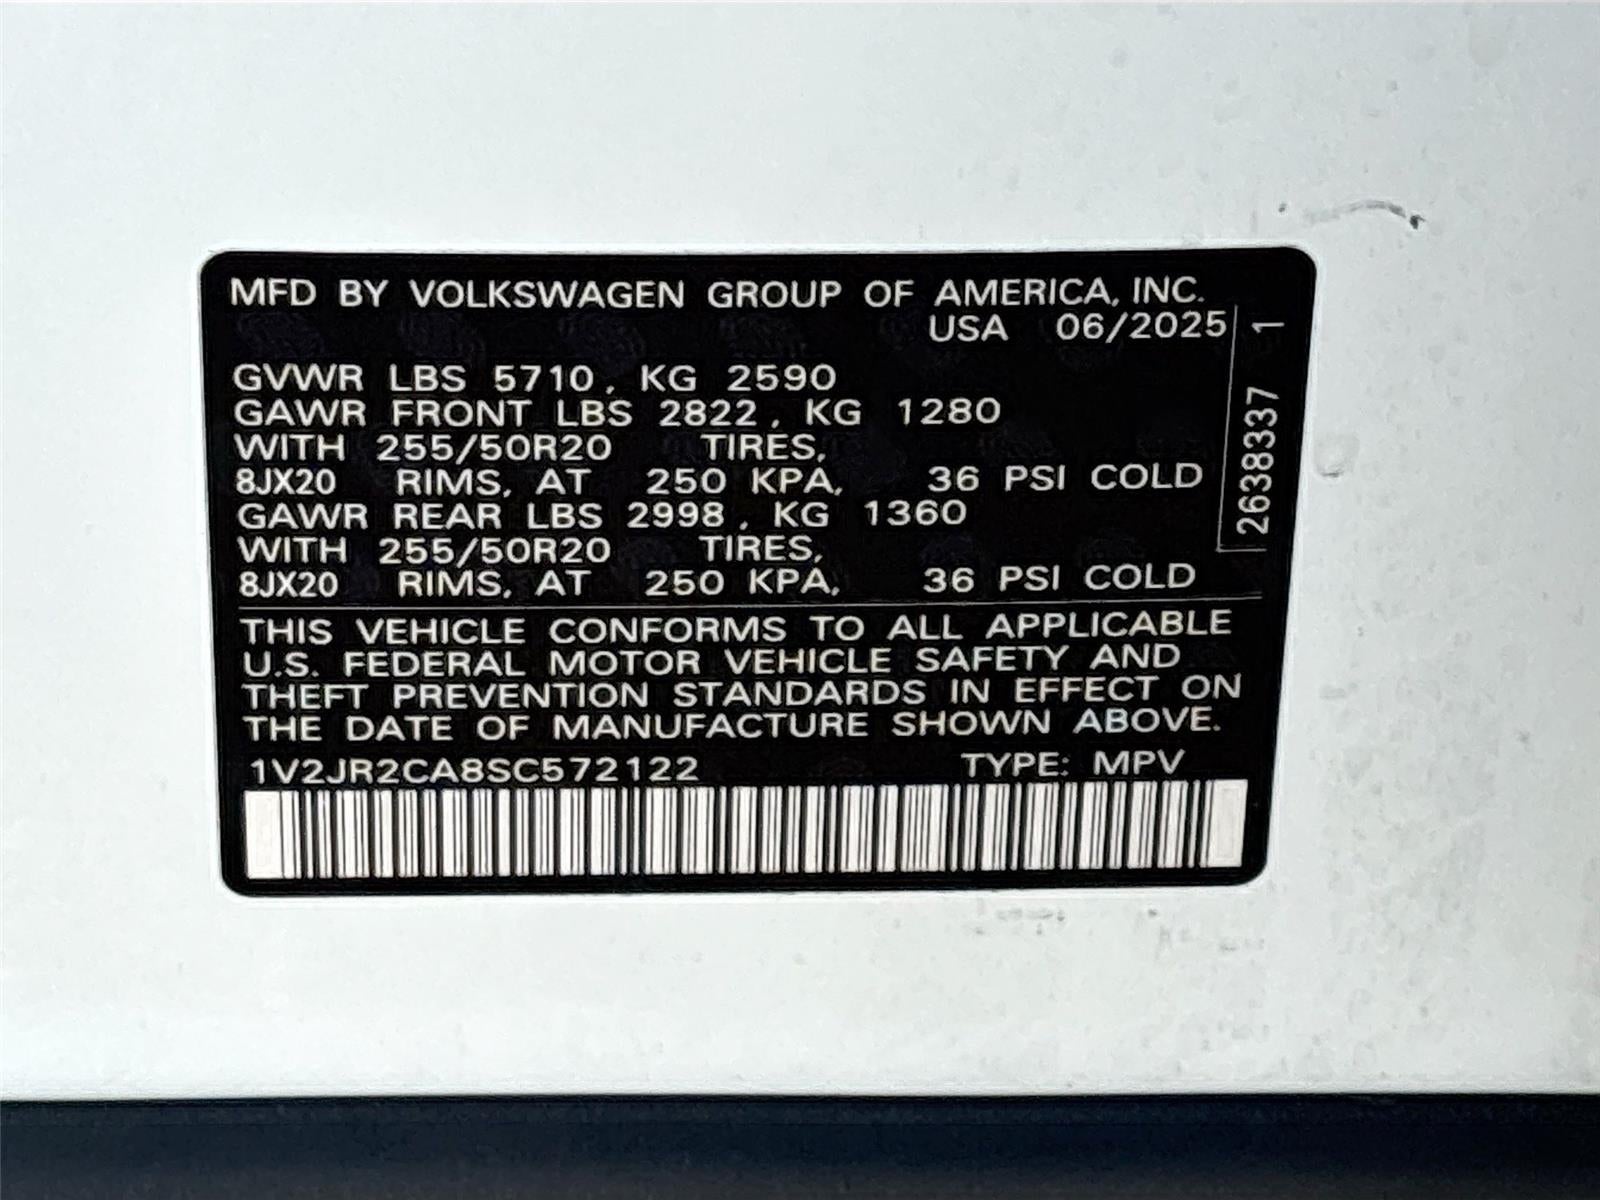 MFD BY VOLKSWAGEN GROUP OF AMERICA, INC.
USA 06/2025
GVWR LBS 5710, KG 2590
GAWR FRONT LBS 2822, KG 1280
WITH 255/50R20 TIRES,
8JX20 RIMS, AT 250 KPA, 36 PSI COLD
GAWR REAR LBS 2998, KG 1360
WITH 255/50R20 TIRES,
8JX20 RIMS, AT 250 KPA, 36 PSI COLD
2638337 1
THIS VEHICLE CONFORMS TO ALL APPLICABLE
U.S. FEDERAL MOTOR VEHICLE SAFETY AND
THEFT PREVENTION STANDARDS IN EFFECT ON
THE DATE OF MANUFACTURE SHOWN ABOVE.
1V2JR2CA8SC572122 TYPE: MPV